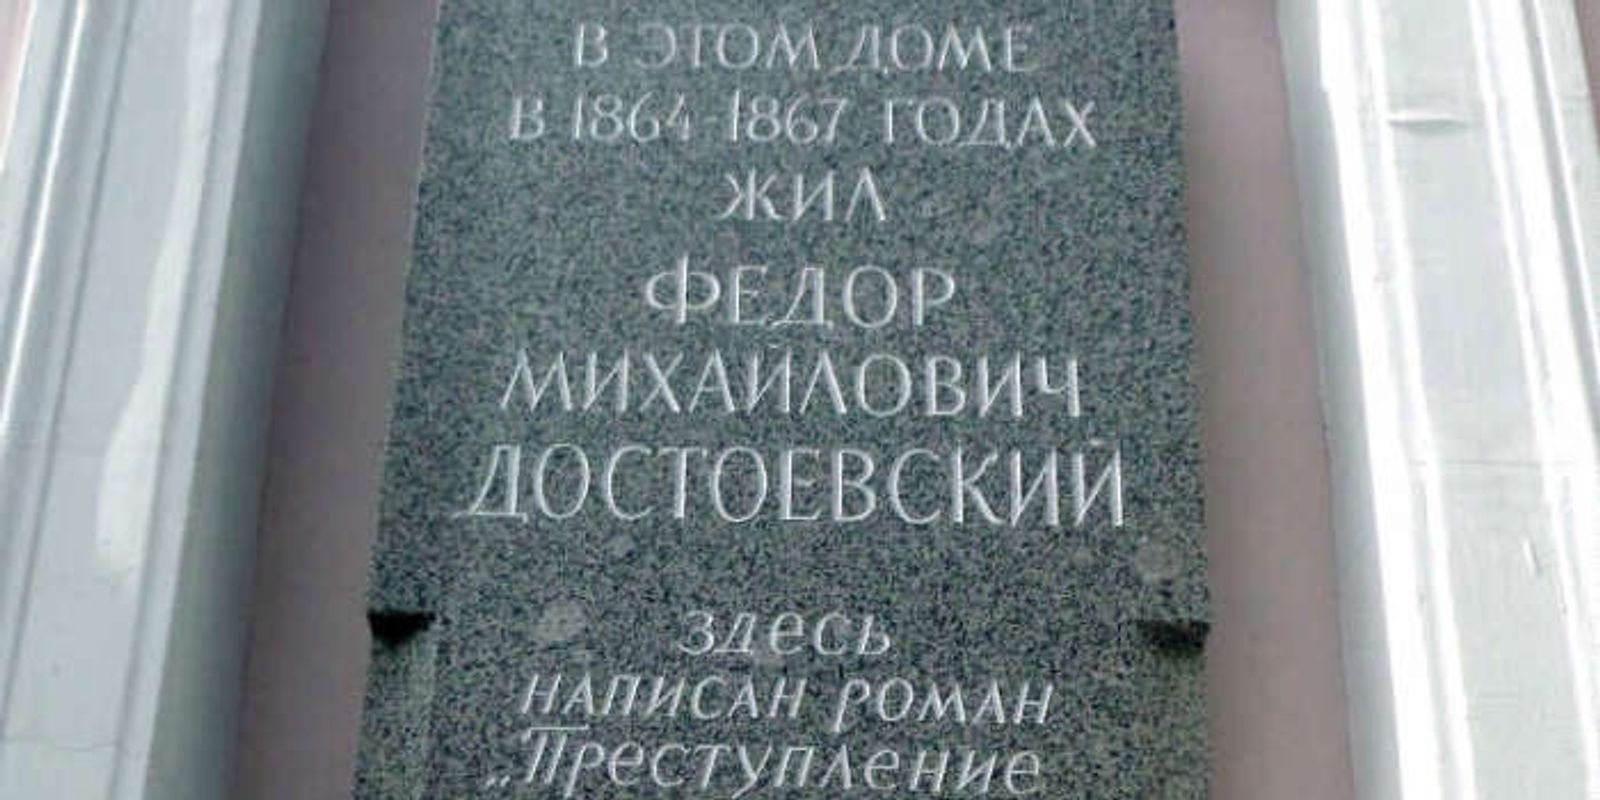 В ЭТОМ ДОМЕ
В 1864-1867 ГОДАХ
ЖИЛ
ФЕДОР
МИХАЙЛОВИЧ
ДОСТОЕВСКИЙ
здесь
написан роман
„Преступление